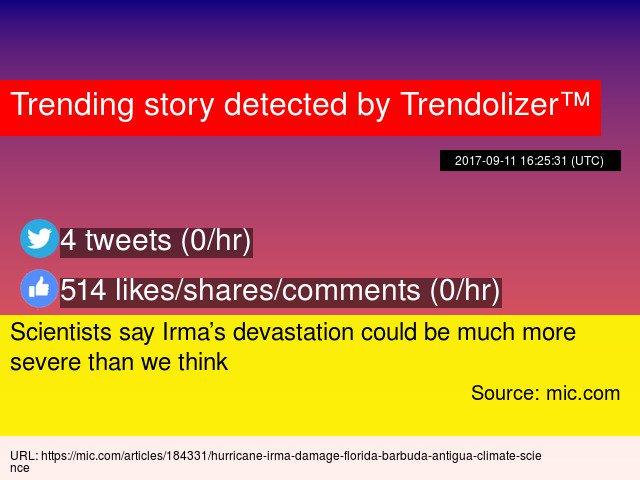 Trending story detected by Trendolizer™
2017-09-11 16:25:31 (UTC)
4 tweets (0/hr)
514 likes/shares/comments (0/hr)
Scientists say Irma’s devastation could be much more
severe than we think
Source: mic.com
URL: https://mic.com/articles/184331/hurricane-irma-damage-florida-barbuda-antigua-climate-scie
nce